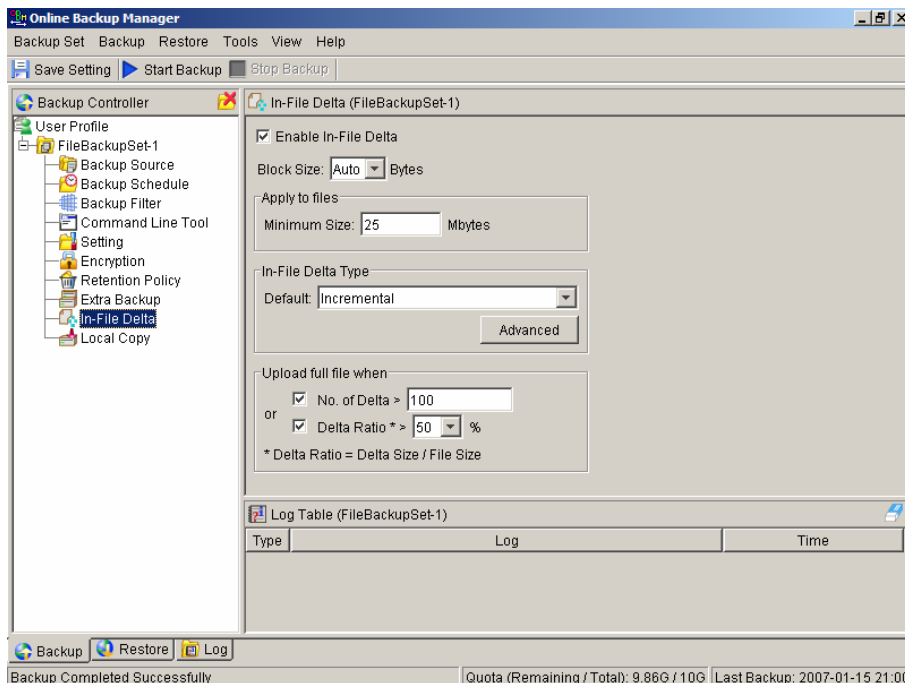 Online Backup Manager
Backup Set Backup Restore Tools View Help
Save Setting Start Backup Stop Backup
Backup Controller
User Profile
FileBackupSet-1
Backup Source
Backup Schedule
Backup Filter
Command Line Tool
Setting
Encryption
Retention Policy
Extra Backup
In-File Delta
Local Copy
In-File Delta (FileBackupSet-1)
Enable In-File Delta
Block Size: Auto Bytes
Apply to files
Minimum Size: 25 Mbytes
In-File Delta Type
Default: Incremental
Advanced
Upload full file when
No. of Delta > 100
or
Delta Ratio * > 50 %
* Delta Ratio = Delta Size / File Size
Log Table (FileBackupSet-1)
Type Log Time
Backup Restore Log
Backup Completed Successfully Quota (Remaining / Total): 9.86G / 10G Last Backup: 2007-01-15 21:00